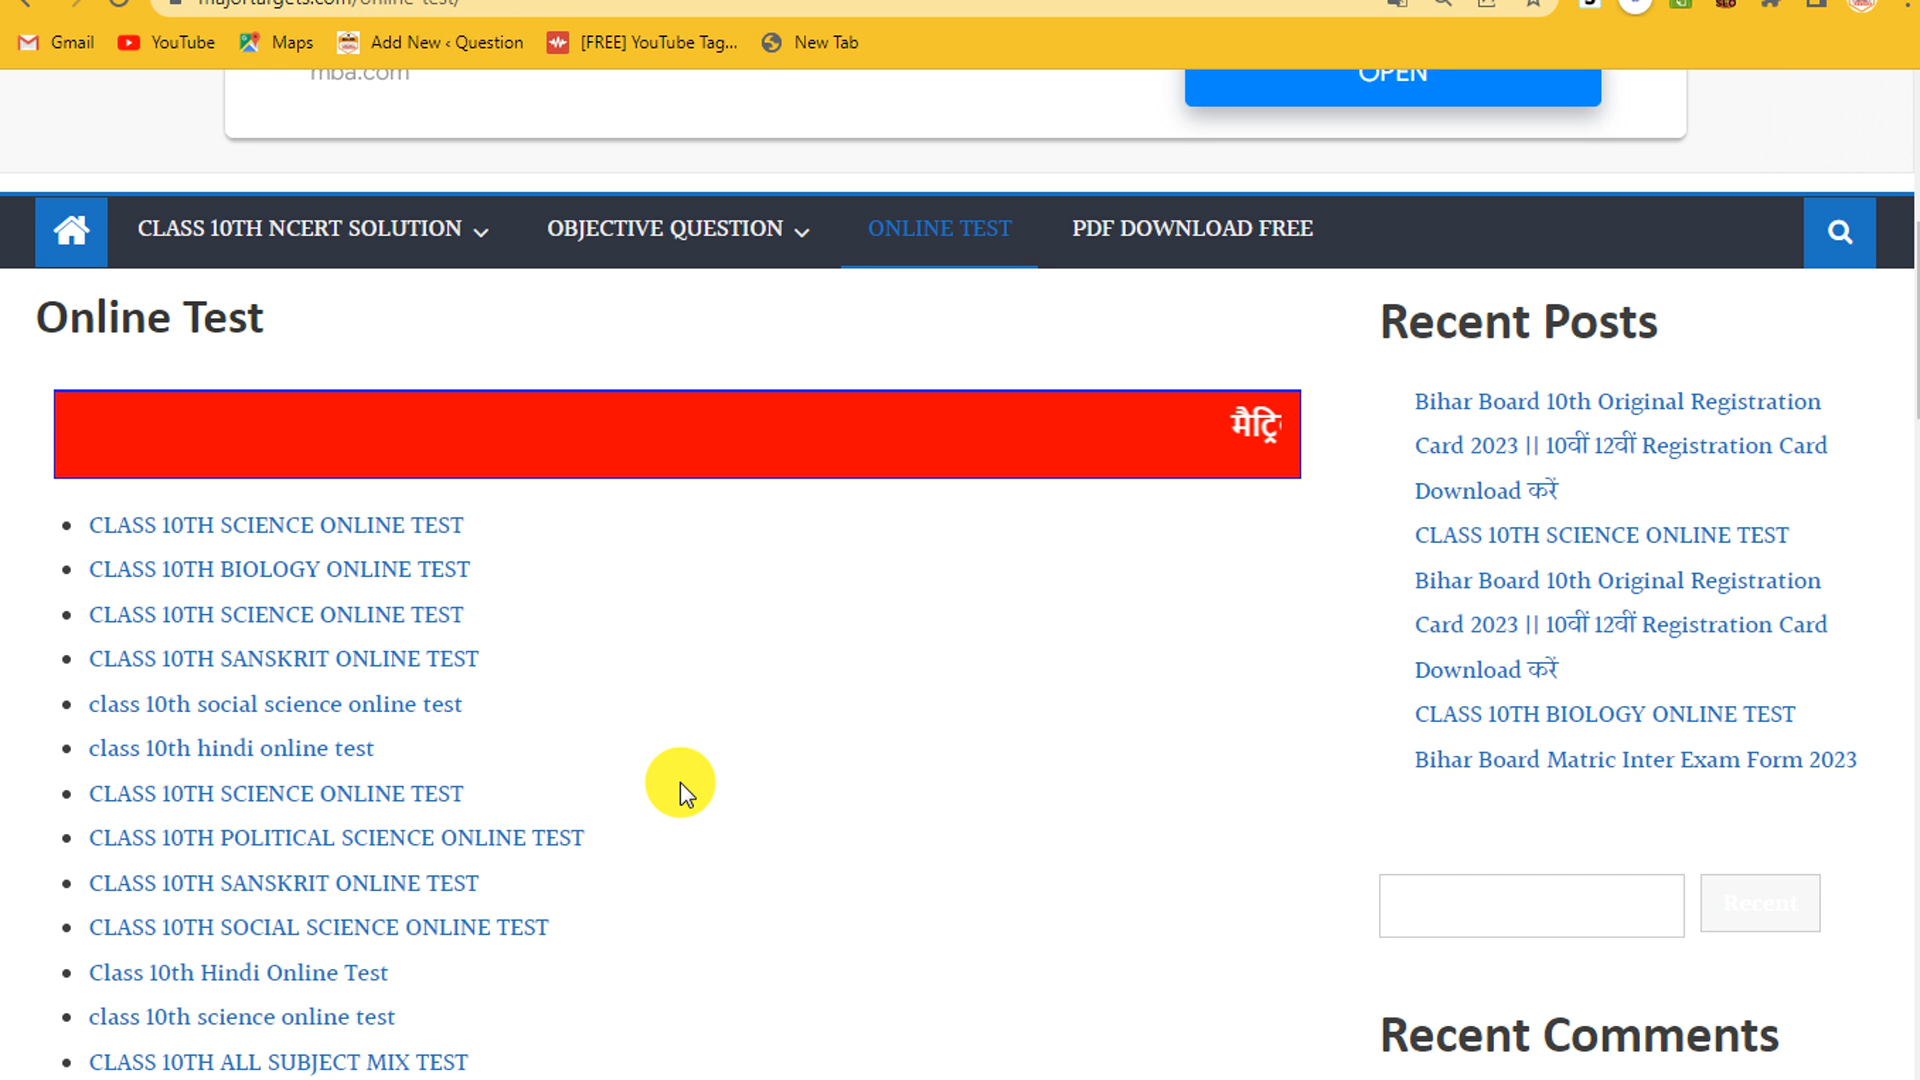 majortargets.com/online-test/
Gmail YouTube Maps Add New ‹ Question [FREE] YouTube Tag... New Tab
mba.com
OPEN
CLASS 10TH NCERT SOLUTION OBJECTIVE QUESTION ONLINE TEST PDF DOWNLOAD FREE
Online Test
CLASS 10TH SCIENCE ONLINE TEST
CLASS 10TH BIOLOGY ONLINE TEST
CLASS 10TH SCIENCE ONLINE TEST
CLASS 10TH SANSKRIT ONLINE TEST
class 10th social science online test
class 10th hindi online test
CLASS 10TH SCIENCE ONLINE TEST
CLASS 10TH POLITICAL SCIENCE ONLINE TEST
CLASS 10TH SANSKRIT ONLINE TEST
CLASS 10TH SOCIAL SCIENCE ONLINE TEST
Class 10th Hindi Online Test
class 10th science online test
CLASS 10TH ALL SUBJECT MIX TEST
Recent Posts
Bihar Board 10th Original Registration
Card 2023 || 10वीं 12वीं Registration Card
Download करें
CLASS 10TH SCIENCE ONLINE TEST
Bihar Board 10th Original Registration
Card 2023 || 10वीं 12वीं Registration Card
Download करें
CLASS 10TH BIOLOGY ONLINE TEST
Bihar Board Matric Inter Exam Form 2023
Recent
Recent Comments